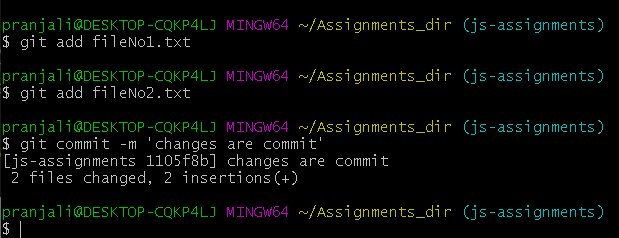 pranjali@DESKTOP-CQKP4LJ MINGW64 ~/Assignments_dir (js-assignments)
$ git add fileNo1.txt
pranjali@DESKTOP-CQKP4LJ MINGW64 ~/Assignments_dir (js-assignments)
$ git add fileNo2.txt
pranjali@DESKTOP-CQKP4LJ MINGW64 ~/Assignments_dir (js-assignments)
$ git commit -m 'changes are commit'
[js-assignments 1105f8b] changes are commit
 2 files changed, 2 insertions(+)
pranjali@DESKTOP-CQKP4LJ MINGW64 ~/Assignments_dir (js-assignments)
$